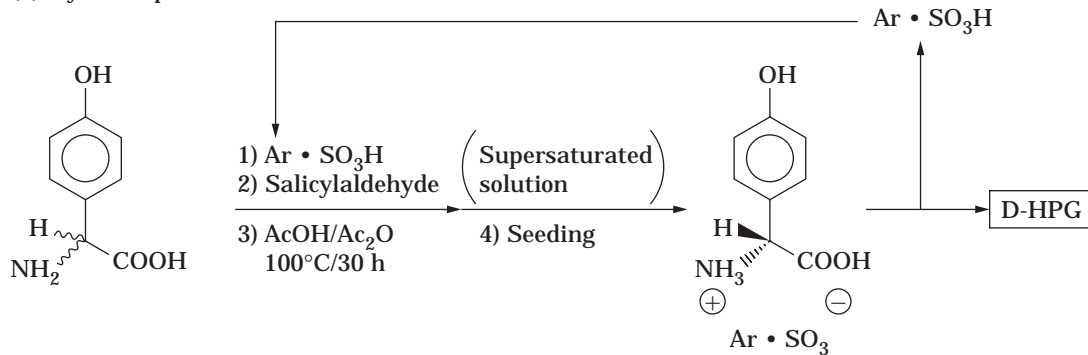 Ar • SO₃H
OH
H
NH₂
COOH
1) Ar • SO₃H
2) Salicylaldehyde
3) AcOH/Ac₂O
100°C/30 h
(Supersaturated
solution)
4) Seeding
OH
H
NH₃
COOH
+
−
Ar • SO₃
D-HPG